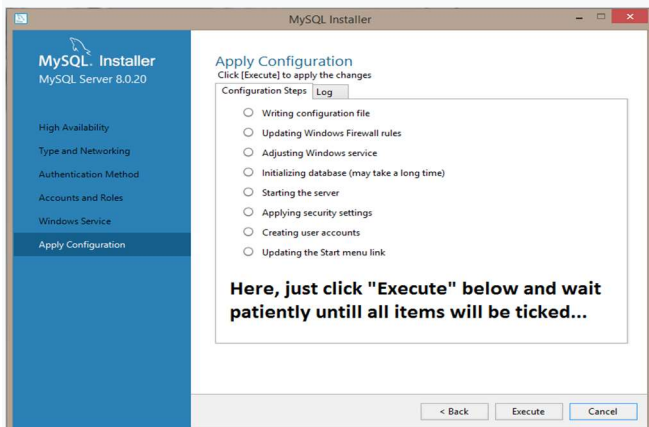 MySQL Installer
MySQL. Installer
MySQL Server 8.0.20
High Availability
Type and Networking
Authentication Method
Accounts and Roles
Windows Service
Apply Configuration
Apply Configuration
Click [Execute] to apply the changes
Configuration Steps Log
Writing configuration file
Updating Windows Firewall rules
Adjusting Windows service
Initializing database (may take a long time)
Starting the server
Applying security settings
Creating user accounts
Updating the Start menu link
Here, just click "Execute" below and wait
patiently untill all items will be ticked...
< Back Execute Cancel